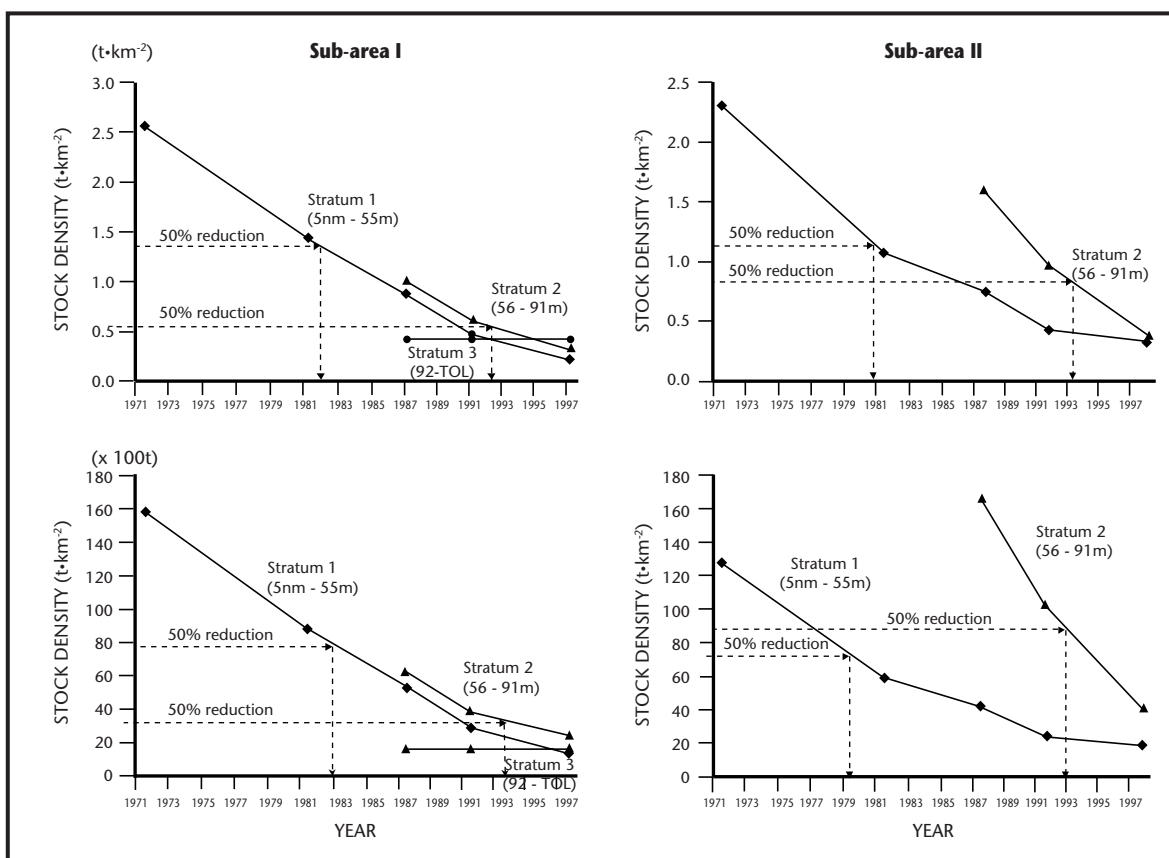 (t•km-2)
Sub-area I
STOCK DENSITY (t•km-2)
3.0
2.5
2.0
1.5
1.0
0.5
0.0
Stratum 1
(5nm - 55m)
50% reduction
Stratum 2
(56 - 91m)
50% reduction
Stratum 3
(92-TOL)
1971 1973 1975 1977 1979 1981 1983 1985 1987 1989 1991 1993 1995 1997
Sub-area II
STOCK DENSITY (t•km-2)
2.5
2.0
1.5
1.0
0.5
0.0
50% reduction
Stratum 2
(56 - 91m)
50% reduction
1971 1973 1975 1977 1979 1981 1983 1985 1987 1989 1991 1993 1995 1997
(x 100t)
STOCK DENSITY (t•km-2)
180
160
140
120
100
80
60
40
20
0
Stratum 1
(5nm - 55m)
50% reduction
Stratum 2
(56 - 91m)
50% reduction
Stratum 3
(92 - TOL)
1971 1973 1975 1977 1979 1981 1983 1985 1987 1989 1991 1993 1995 1997
YEAR
STOCK DENSITY (t•km-2)
180
160
140
120
100
80
60
40
20
0
Stratum 2
(56 - 91m)
Stratum 1
(5nm - 55m)
50% reduction
50% reduction
1971 1973 1975 1977 1979 1981 1983 1985 1987 1989 1991 1993 1995 1997
YEAR